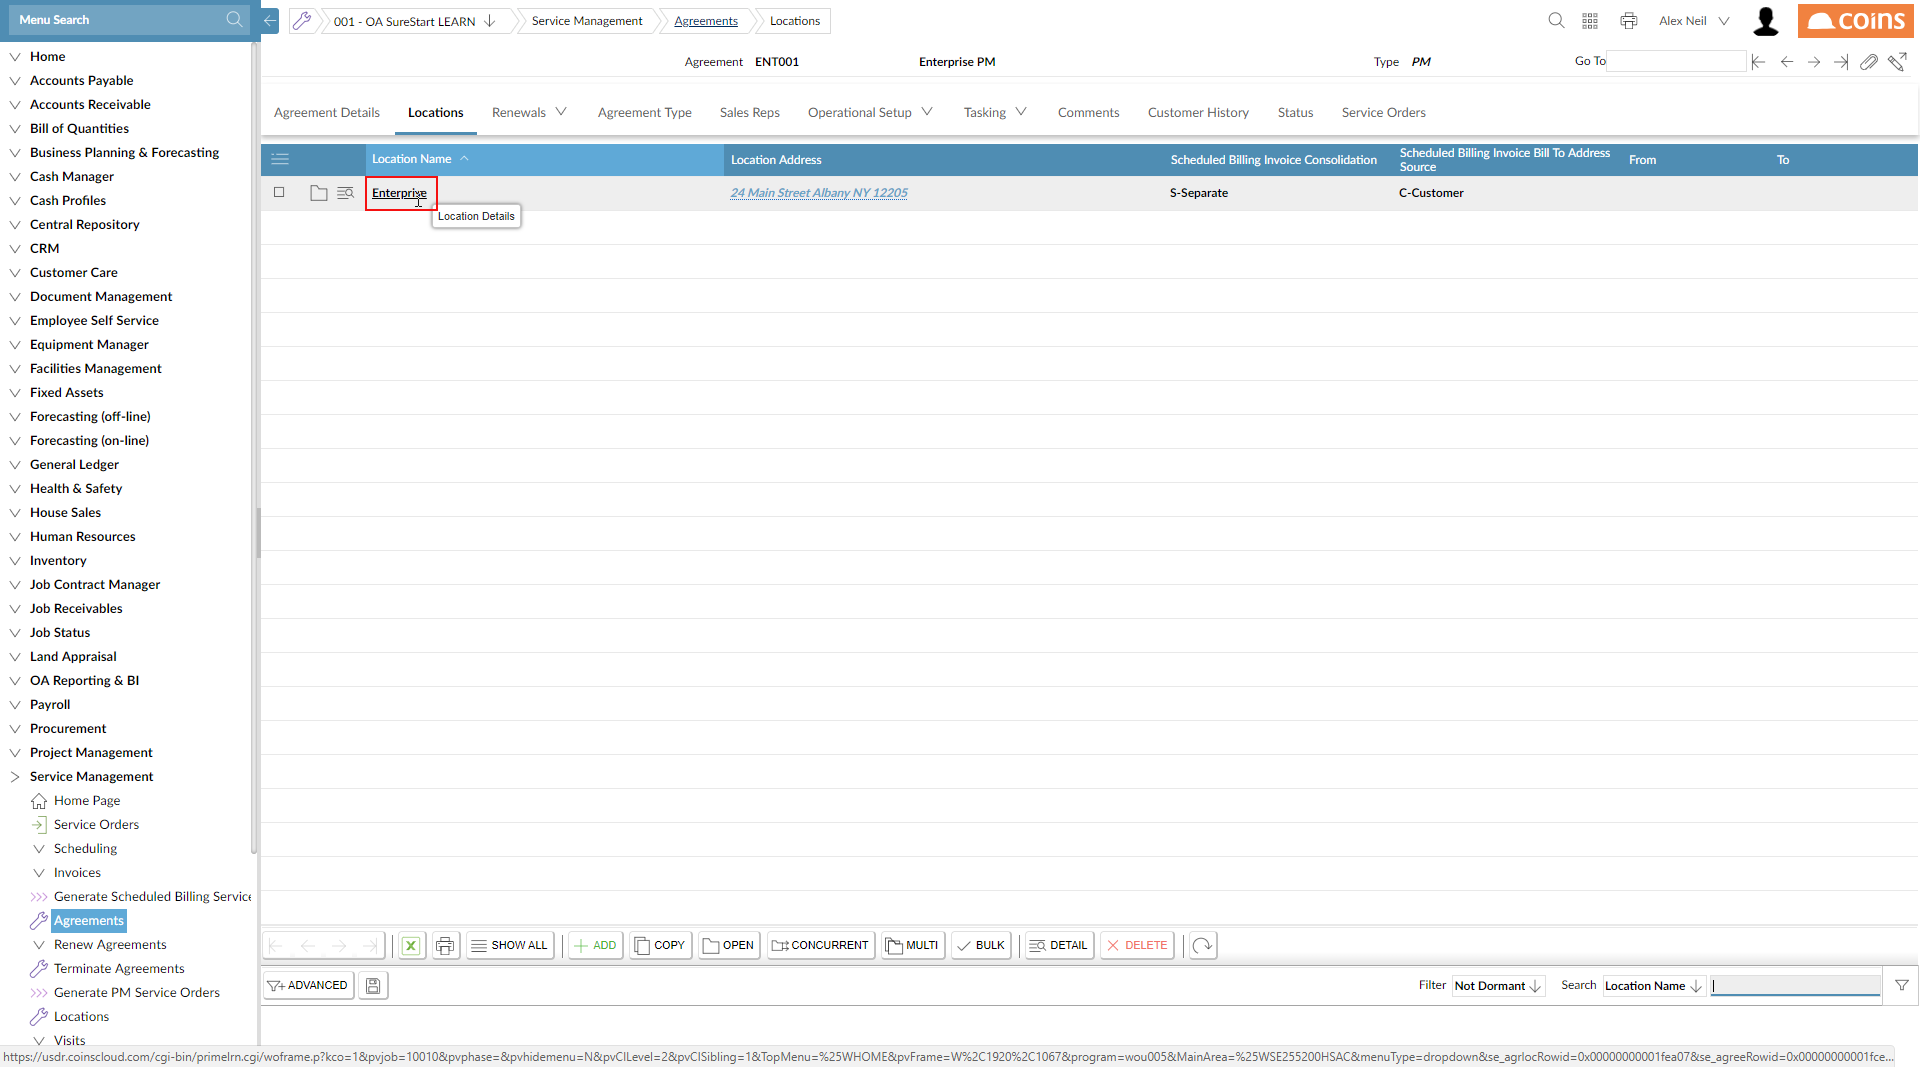 Menu Search
001 - OA SureStart LEARN
Service Management
Agreements
Locations
Alex Neil
coins
Agreement ENT001 Enterprise PM Type PM Go To
Agreement Details Locations Renewals Agreement Type Sales Reps Operational Setup Tasking Comments Customer History Status Service Orders
Location Name Location Address Scheduled Billing Invoice Consolidation Scheduled Billing Invoice Bill To Address Source From To
Enterprise 24 Main Street Albany NY 12205 S-Separate C-Customer
Location Details
Home
Accounts Payable
Accounts Receivable
Bill of Quantities
Business Planning & Forecasting
Cash Manager
Cash Profiles
Central Repository
CRM
Customer Care
Document Management
Employee Self Service
Equipment Manager
Facilities Management
Fixed Assets
Forecasting (off-line)
Forecasting (on-line)
General Ledger
Health & Safety
House Sales
Human Resources
Inventory
Job Contract Manager
Job Receivables
Job Status
Land Appraisal
OA Reporting & BI
Payroll
Procurement
Project Management
Service Management
Home Page
Service Orders
Scheduling
Invoices
Generate Scheduled Billing Service
Agreements
Renew Agreements
Terminate Agreements
Generate PM Service Orders
Locations
Visits
SHOW ALL ADD COPY OPEN CONCURRENT MULTI BULK DETAIL DELETE
ADVANCED Filter Not Dormant Search Location Name
https://usdr.coinscloud.com/cgi-bin/primelrn.cgi/woframe.p?kco=1&pvjob=10010&pvphase=&pvhidemenu=N&pvCILevel=2&pvCISibling=1&TopMenu=%25WHOME&pvFrame=W%2C1920%2C1067&program=wou005&MainArea=%25WSE255200HSAC&menuType=dropdown&se_agrlocRowid=0x00000000001fea07&se_agreeRowid=0x00000000001fce...